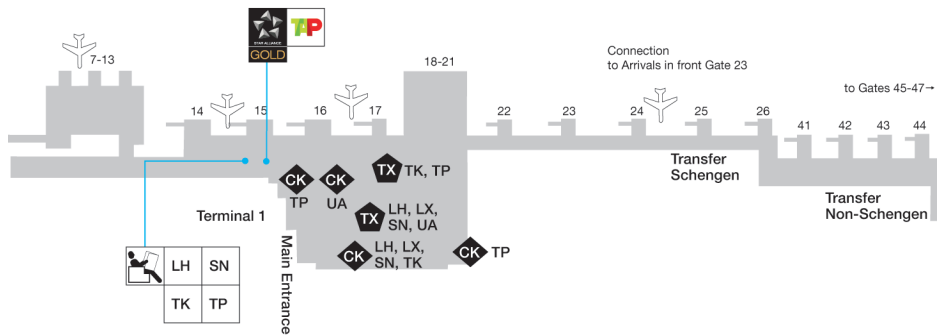 STAR ALLIANCE
GOLD
TAP
7-13
18-21
Connection
to Arrivals in front Gate 23
to Gates 45-47→
14
15
16
17
22
23
24
25
26
41
42
43
44
CK
TP
CK
UA
TX
TK, TP
TX
LH, LX,
SN, UA
CK
LH, LX,
SN, TK
CK
TP
Transfer
Schengen
Transfer
Non-Schengen
Terminal 1
Main Entrance
LH
SN
TK
TP